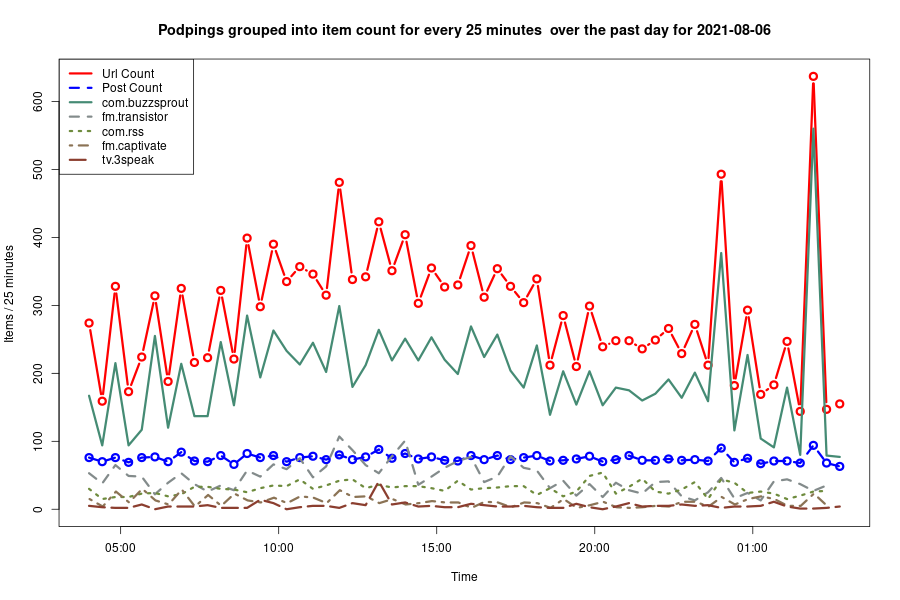 Podpings grouped into item count for every 25 minutes  over the past day for 2021-08-06
Url Count
Post Count
com.buzzsprout
fm.transistor
com.rss
fm.captivate
tv.3speak
Items / 25 minutes
600
500
400
300
200
100
0
05:00
10:00
15:00
20:00
01:00
Time